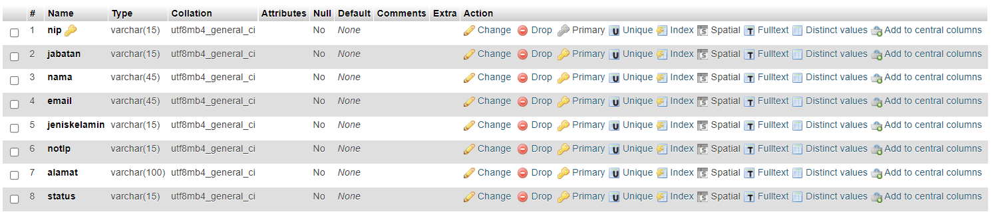 # Name Type Collation Attributes Null Default Comments Extra Action
1 nip varchar(15) utf8mb4_general_ci No None Change Drop Primary Unique Index Spatial Fulltext Distinct values Add to central columns
2 jabatan varchar(15) utf8mb4_general_ci No None Change Drop Primary Unique Index Spatial Fulltext Distinct values Add to central columns
3 nama varchar(45) utf8mb4_general_ci No None Change Drop Primary Unique Index Spatial Fulltext Distinct values Add to central columns
4 email varchar(45) utf8mb4_general_ci No None Change Drop Primary Unique Index Spatial Fulltext Distinct values Add to central columns
5 jeniskelamin varchar(15) utf8mb4_general_ci No None Change Drop Primary Unique Index Spatial Fulltext Distinct values Add to central columns
6 notlp varchar(15) utf8mb4_general_ci No None Change Drop Primary Unique Index Spatial Fulltext Distinct values Add to central columns
7 alamat varchar(100) utf8mb4_general_ci No None Change Drop Primary Unique Index Spatial Fulltext Distinct values Add to central columns
8 status varchar(15) utf8mb4_general_ci No None Change Drop Primary Unique Index Spatial Fulltext Distinct values Add to central columns